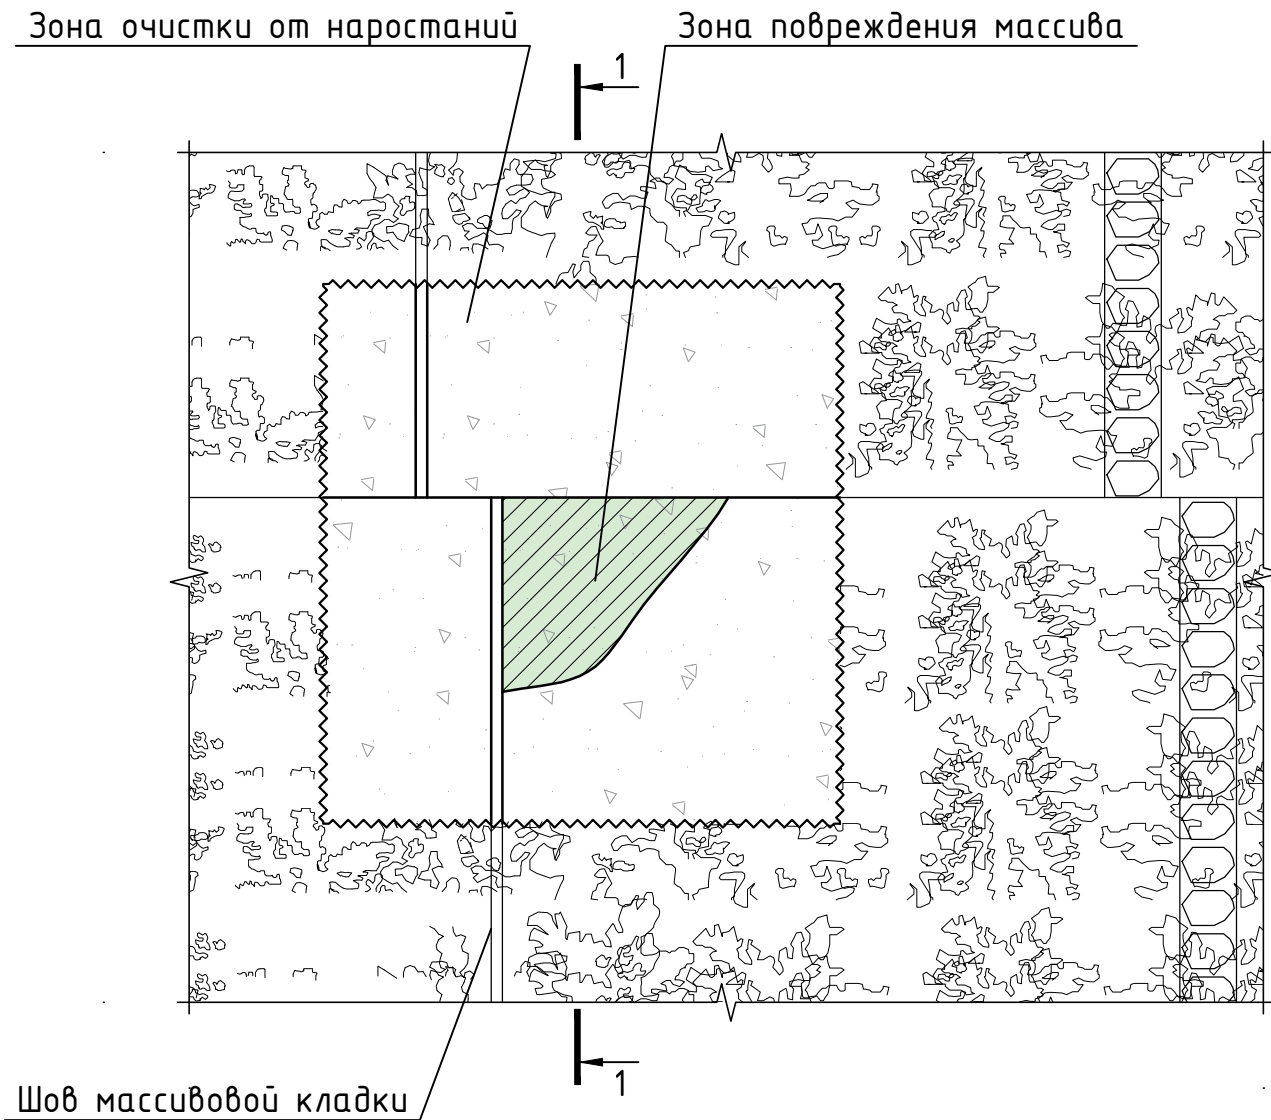 Зона очистки от наростаний
Зона повреждения массива
1
1
Шов массивовой кладки